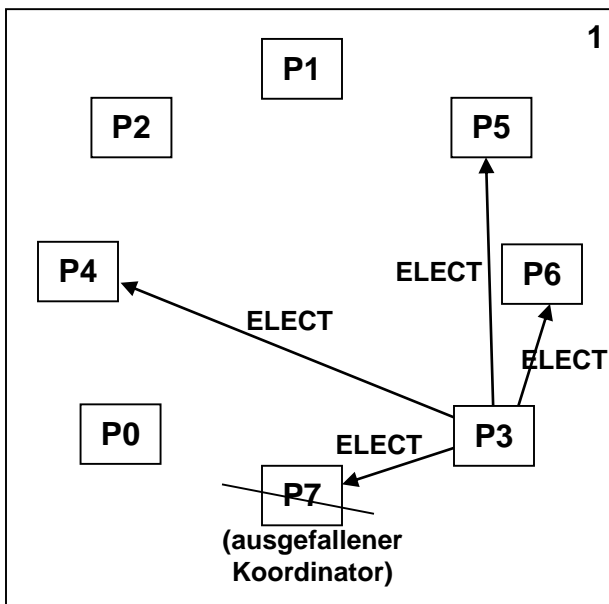 1
P1
P2
P5
P4
ELECT
P6
ELECT
ELECT
P0
ELECT
P3
P7
(ausgefallener
Koordinator)